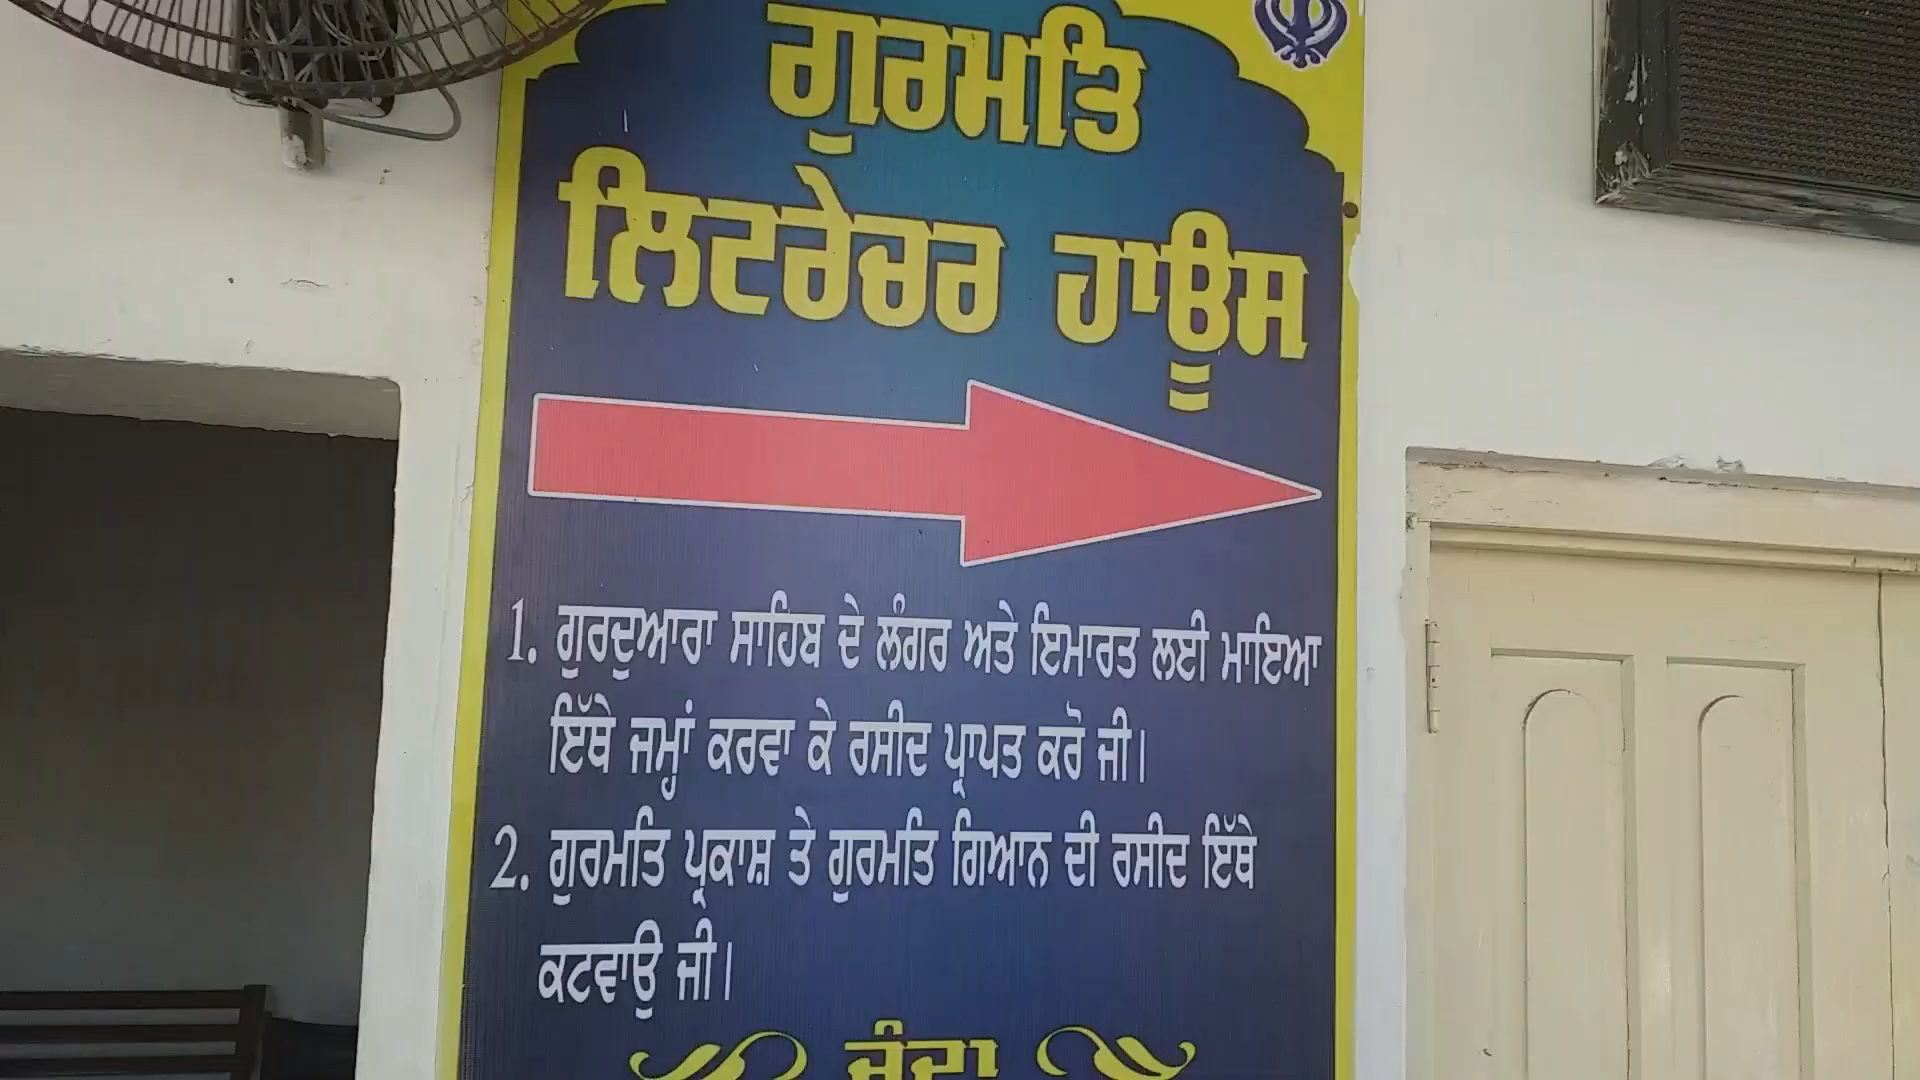 ਗੁਰਮਤਿ
ਲਿਟਰੇਚਰ ਹਾਊਸ
1. ਗੁਰਦੁਆਰਾ ਸਾਹਿਬ ਦੇ ਲੰਗਰ ਅਤੇ ਇਮਾਰਤ ਲਈ ਮਾਇਆ
ਇੱਥੇ ਜਮ੍ਹਾਂ ਕਰਵਾ ਕੇ ਰਸੀਦ ਪ੍ਰਾਪਤ ਕਰੋ ਜੀ।
2. ਗੁਰਮਤਿ ਪ੍ਰਕਾਸ਼ ਤੇ ਗੁਰਮਤਿ ਗਿਆਨ ਦੀ ਰਸੀਦ ਇੱਥੇ
ਕਟਵਾਉ ਜੀ।
ਚੰਦਾ